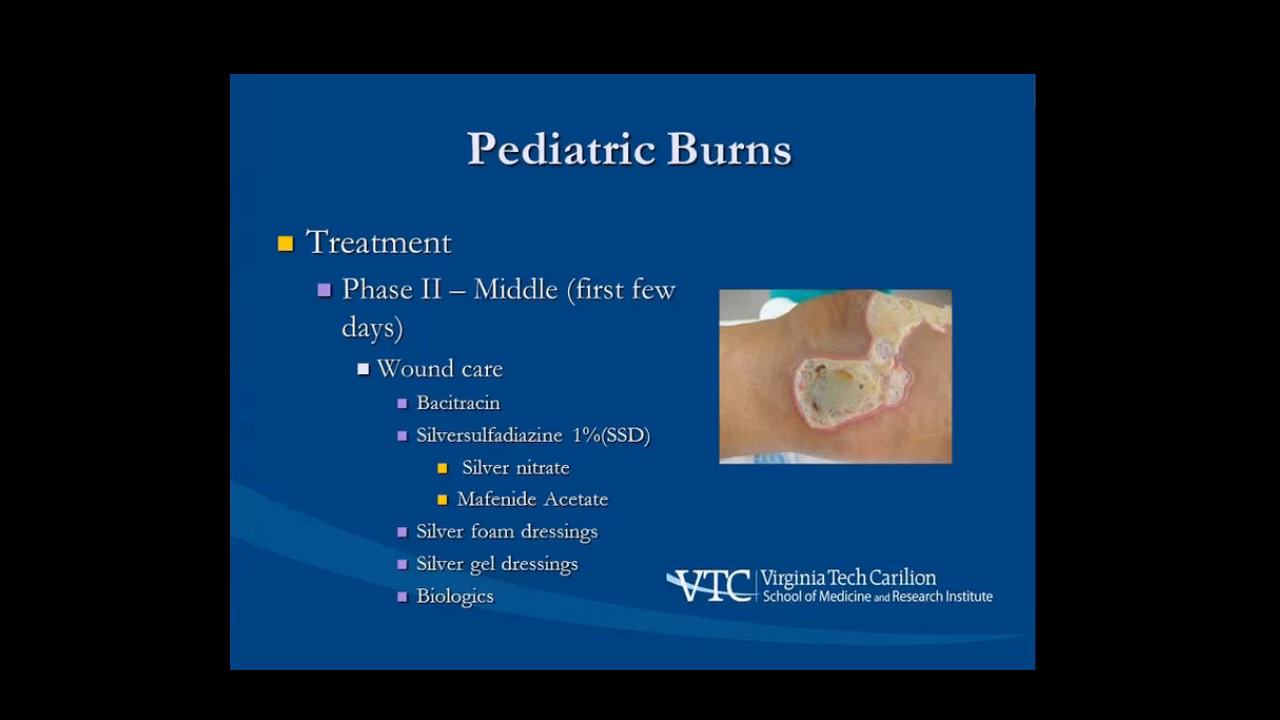 Pediatric Burns
Treatment
Phase II – Middle (first few
days)
Wound care
Bacitracin
Silversulfadiazine 1%(SSD)
Silver nitrate
Mafenide Acetate
Silver foam dressings
Silver gel dressings
Biologics
VTC
Virginia Tech Carilion
School of Medicine and Research Institute